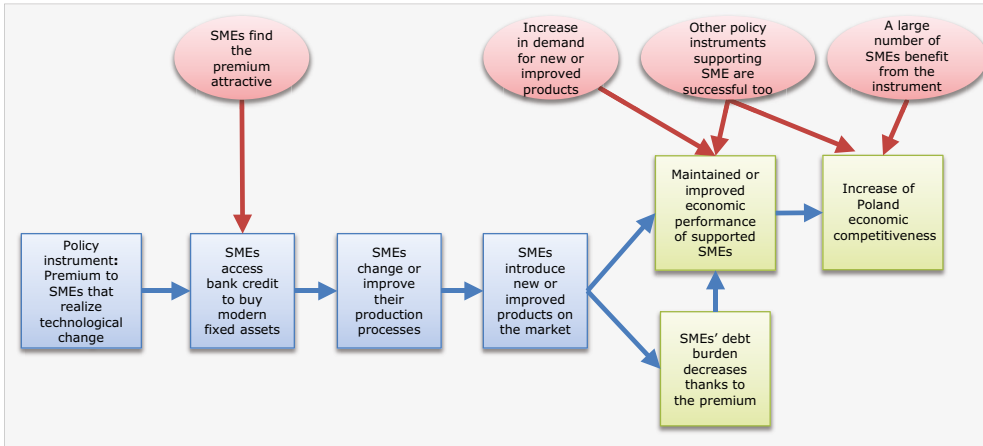 SMEs find
the
premium
attractive
Increase
in demand
for new or
improved
products
Other policy
instruments
supporting
SME are
successful too
A large
number of
SMEs benefit
from the
instrument
Policy
instrument:
Premium to
SMEs that
realize
technological
change
SMEs
access
bank credit
to buy
modern
fixed assets
SMEs
change or
improve
their
production
processes
SMEs
introduce
new or
improved
products on
the market
Maintained or
improved
economic
performance
of supported
SMEs
Increase of
Poland
economic
competitiveness
SMEs’ debt
burden
decreases
thanks to
the premium